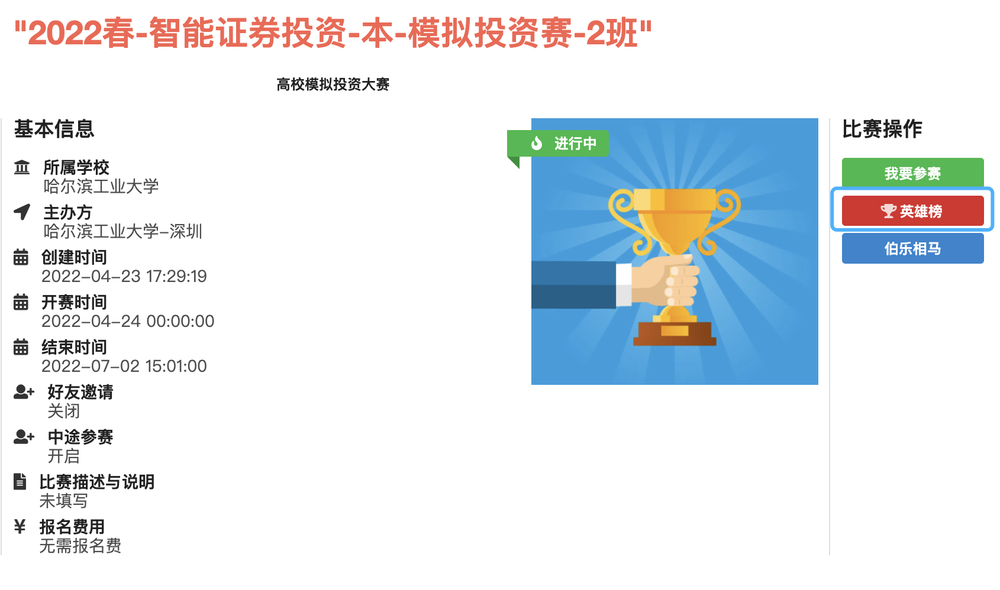 "2022春-智能证券投资-本-模拟投资赛-2班"
高校模拟投资大赛
基本信息
所属学校
哈尔滨工业大学
主办方
哈尔滨工业大学-深圳
创建时间
2022-04-23 17:29:19
开赛时间
2022-04-24 00:00:00
结束时间
2022-07-02 15:01:00
好友邀请
关闭
中途参赛
开启
比赛描述与说明
未填写
¥ 报名费用
无需报名费
进行中
比赛操作
我要参赛
英雄榜
伯乐相马